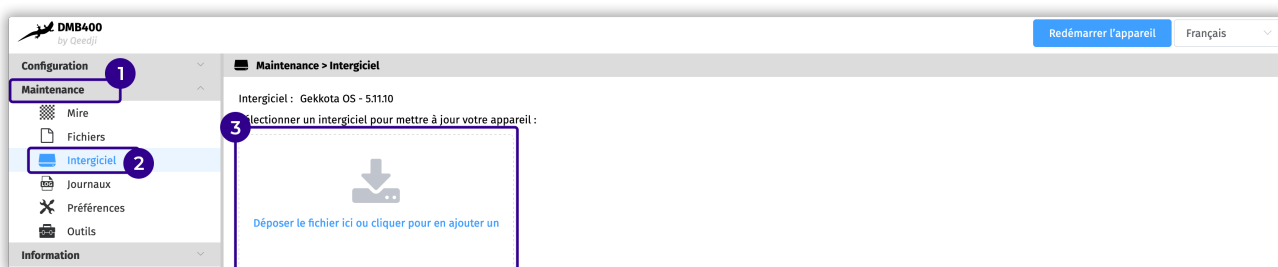 DMB400
by Qeedji
Redémarrer l'appareil
Français
Configuration
1
Maintenance
Mire
Fichiers
Intergiciel
2
Journaux
Préférences
Outils
Information
Maintenance > Intergiciel
Intergiciel : Gekkota OS - 5.11.10
3
électionner un intergiciel pour mettre à jour votre appareil :
Déposer le fichier ici ou cliquer pour en ajouter un
LOG